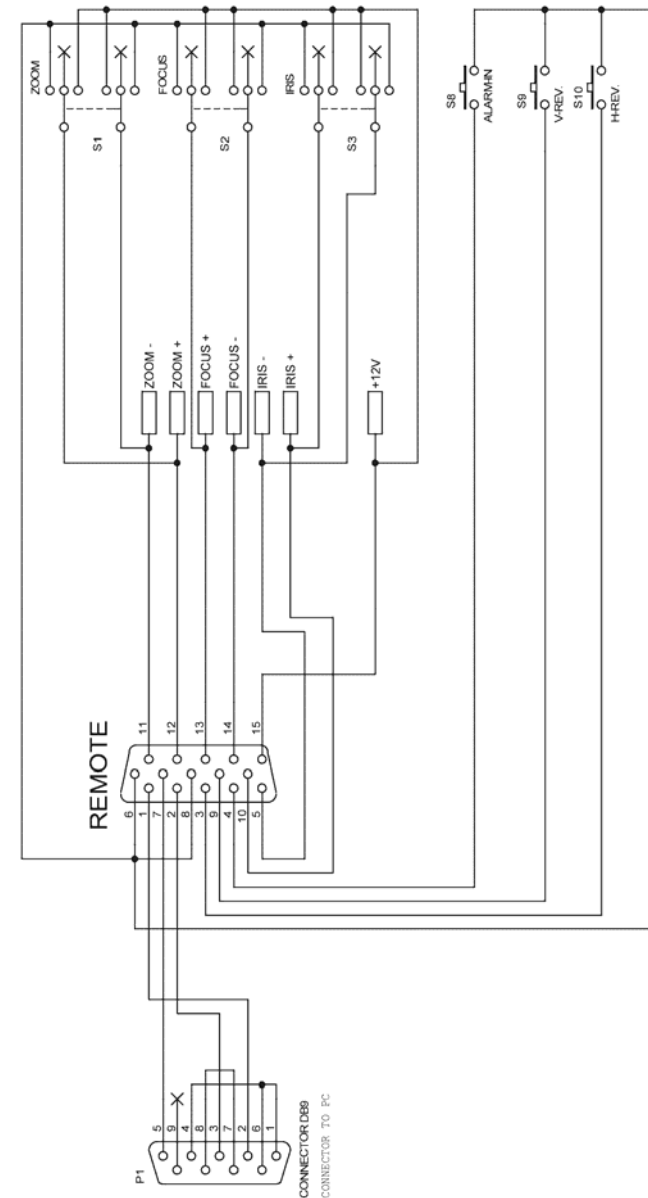 ZOOM
FOCUS
IRIS
S1
S2
S3
S8
ALARM-IN
S9
V-REV.
S10
H-REV.
ZOOM -
ZOOM +
FOCUS +
FOCUS -
IRIS -
IRIS +
+12V
REMOTE
11
12
13
14
15
6
1
7
2
8
3
9
4
10
5
P1
5
9
4
8
3
7
2
6
1
CONNECTOR DB9
CONNECTOR TO PC